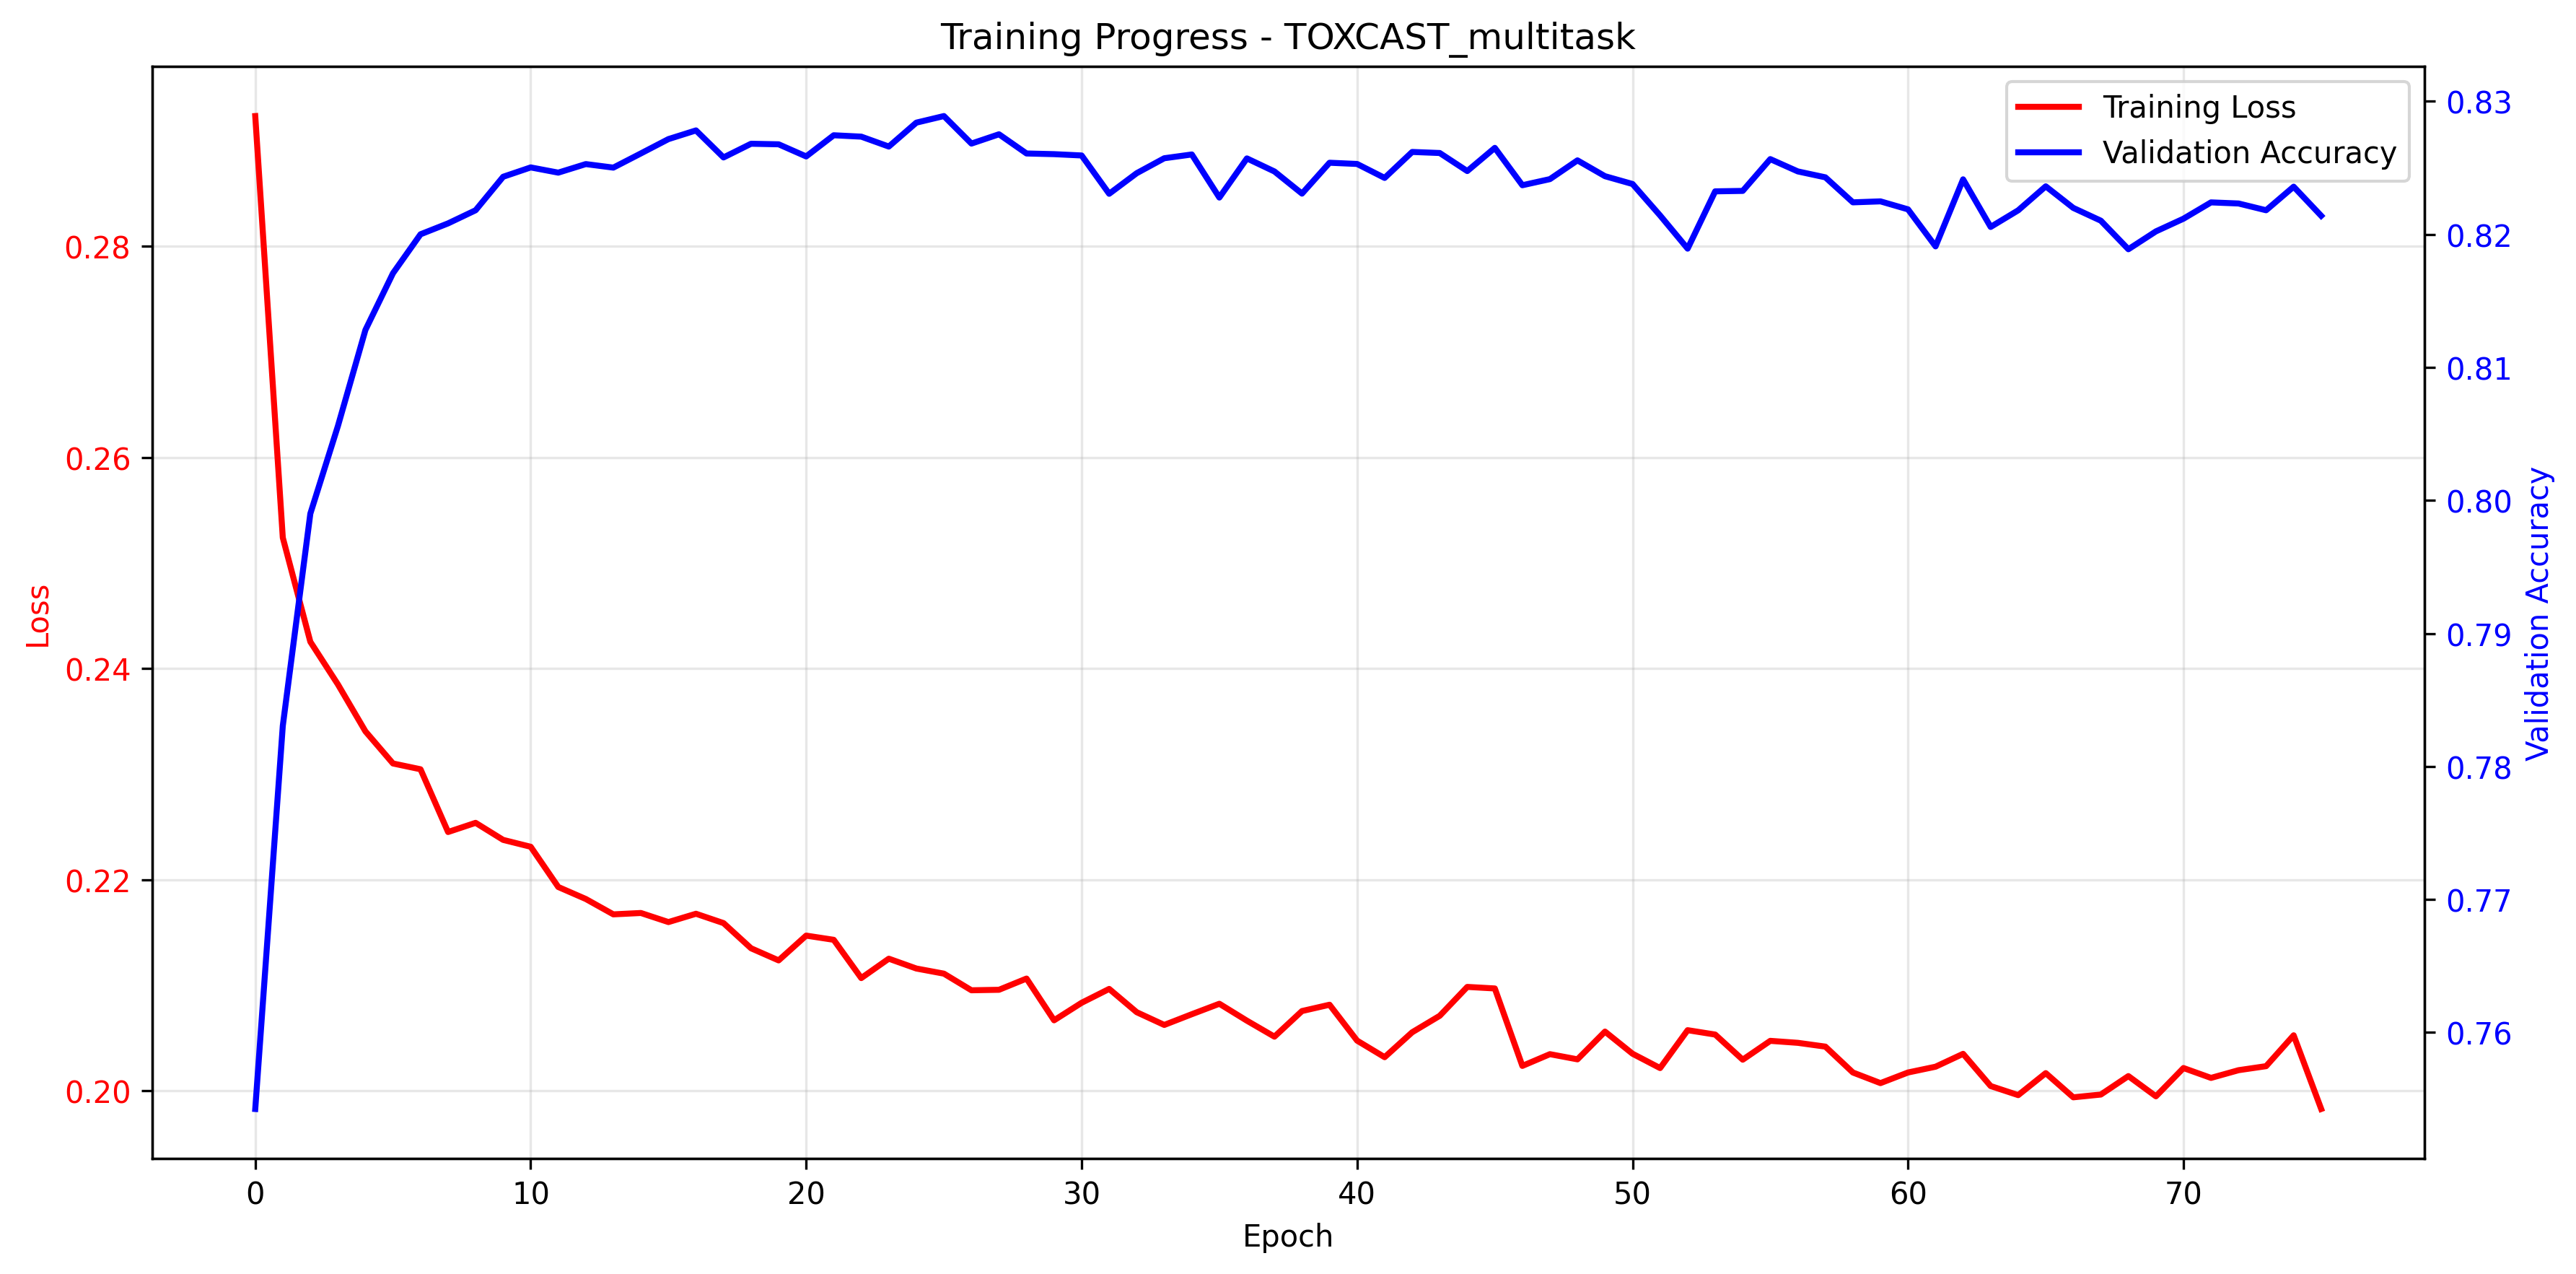 Training Progress - TOXCAST_multitask
Training Loss
Validation Accuracy
Loss
0.28
0.26
0.24
0.22
0.20
0.83
0.82
0.81
0.80
0.79
0.78
0.77
0.76
Validation Accuracy
0 10 20 30 40 50 60 70
Epoch